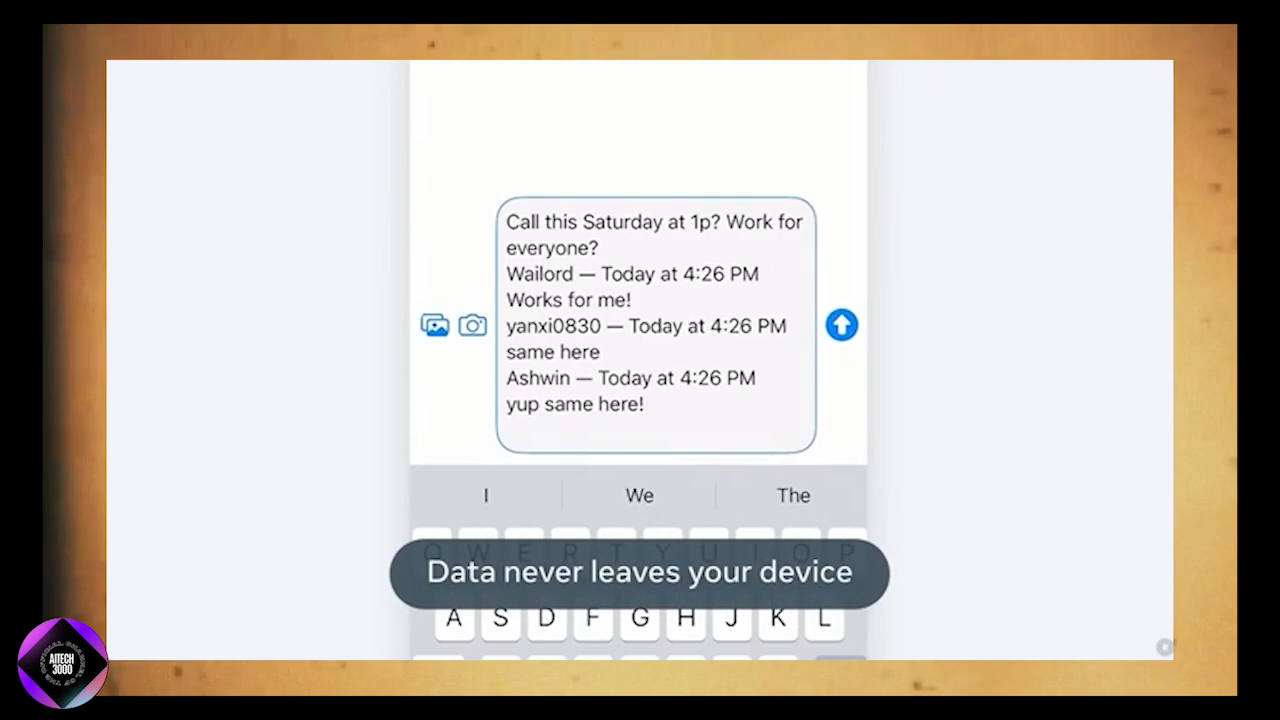 Call this Saturday at 1p? Work for
everyone?
Wailord — Today at 4:26 PM
Works for me!
yanxi0830 — Today at 4:26 PM
same here
Ashwin — Today at 4:26 PM
yup same here!
I We The
Q W E R T Y U I O P
Data never leaves your device
A S D F G H J K L
AITECH
3000